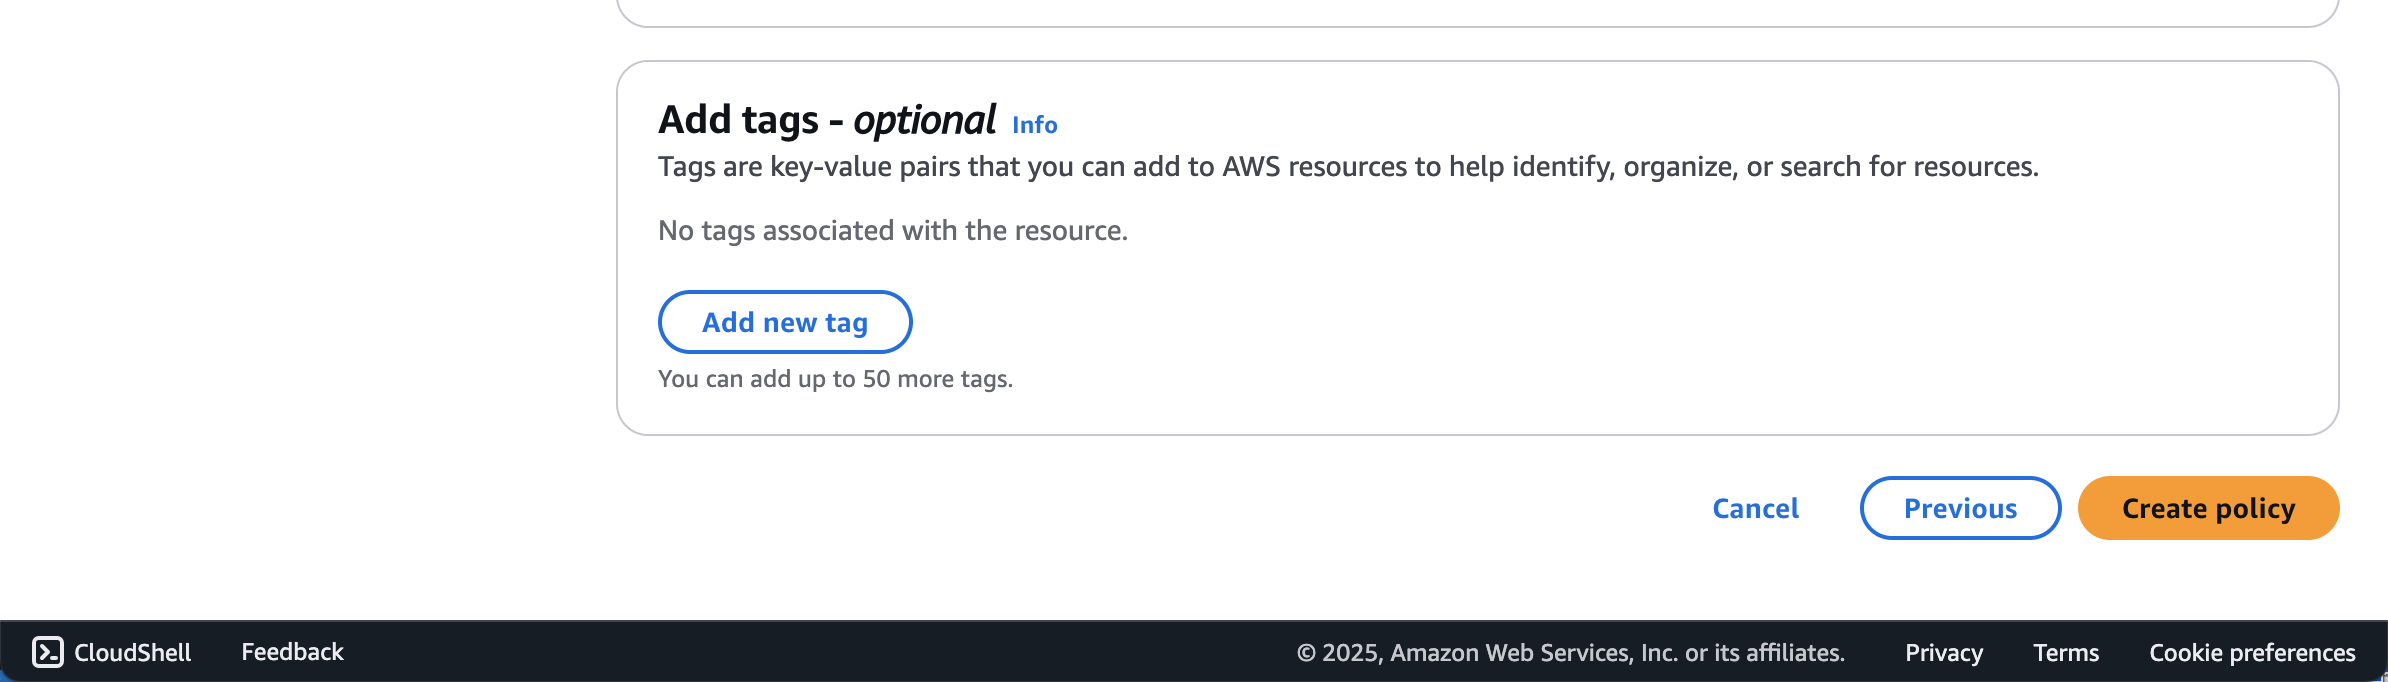 Add tags - optional Info
Tags are key-value pairs that you can add to AWS resources to help identify, organize, or search for resources.
No tags associated with the resource.
Add new tag
You can add up to 50 more tags.
Cancel Previous Create policy
CloudShell Feedback © 2025, Amazon Web Services, Inc. or its affiliates. Privacy Terms Cookie preferences